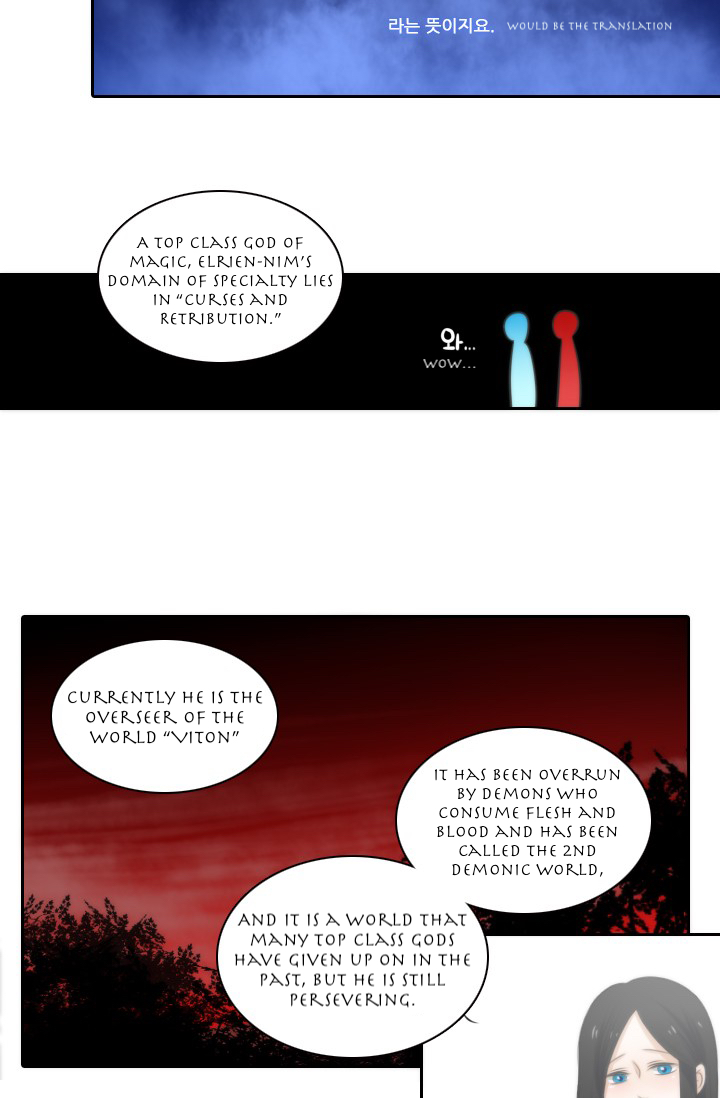 라는 뜻이지요. WOULD BE THE TRANSLATION
A TOP CLASS GOD OF
MAGIC, ELRIEN-NIM'S
DOMAIN OF SPECIALTY LIES
IN "CURSES AND
RETRIBUTION."
와...
WOW...
CURRENTLY HE IS THE
OVERSEER OF THE
WORLD "VITON"
IT HAS BEEN OVERRUN
BY DEMONS WHO
CONSUME FLESH AND
BLOOD AND HAS BEEN
CALLED THE 2ND
DEMONIC WORLD,
AND IT IS A WORLD THAT
MANY TOP CLASS GODS
HAVE GIVEN UP ON IN THE
PAST, BUT HE IS STILL
PERSEVERING.